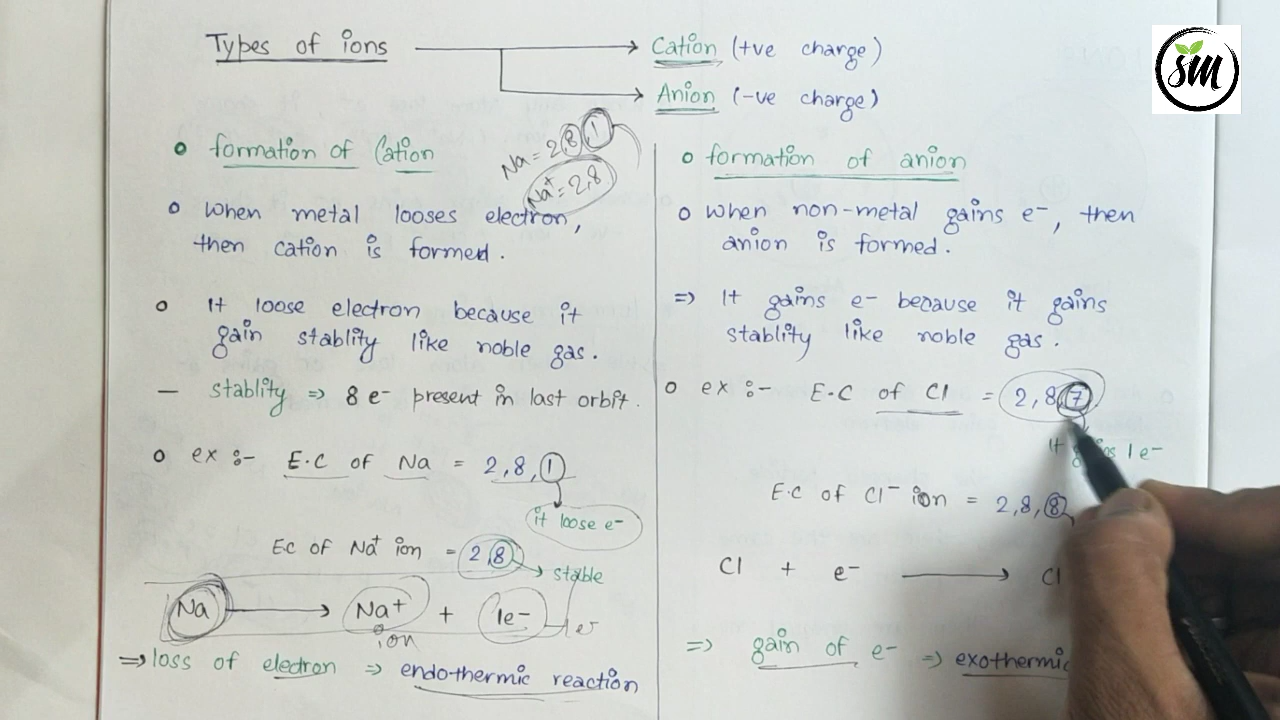 Types of ions
Cation (+ve charge)
Anion (-ve charge)
SM
o formation of Cation
Na = 2,8,1
Na+ = 2,8
o When metal looses electron,
then cation is formed.
o It loose electron because it
gain stablity like noble gas.
— stablity ⇒ 8 e- present in last orbit.
o ex :- E.C of Na = 2,8,1
it loose e-
E.C of Na+ ion = 2,8
stable
Na → Na+ + 1e-
ion
⇒ loss of electron ⇒ endothermic reaction
o formation of anion
o When non-metal gains e-, then
anion is formed.
⇒ It gains e- because it gains
stablity like noble gas.
o ex :- E.C of Cl = 2,8,7
It 1 e-
E.C of Cl- ion = 2,8,8
Cl + e- → Cl
⇒ gain of e- ⇒ exothermic